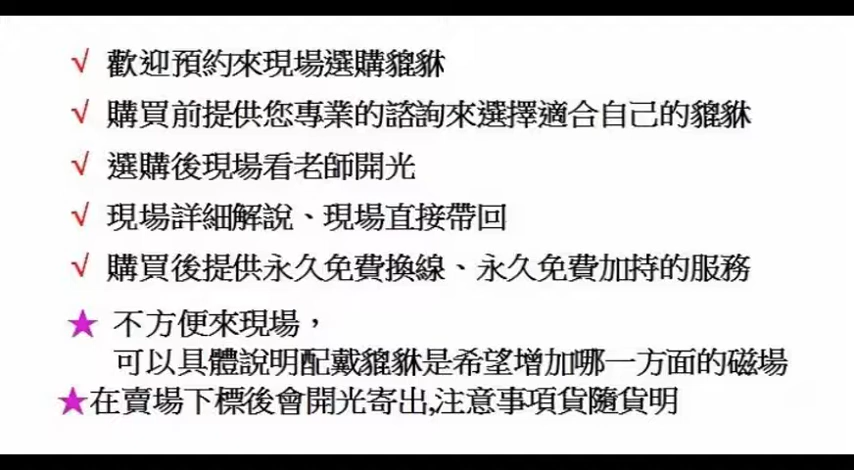 √ 歡迎預約來現場選購貔貅
√ 購買前提供您專業的諮詢來選擇適合自己的貔貅
√ 選購後現場看老師開光
√ 現場詳細解說、現場直接帶回
√ 購買後提供永久免費換線、永久免費加持的服務
★ 不方便來現場，
可以具體說明配戴貔貅是希望增加哪一方面的磁場
★在賣場下標後會開光寄出,注意事項貨隨貨明